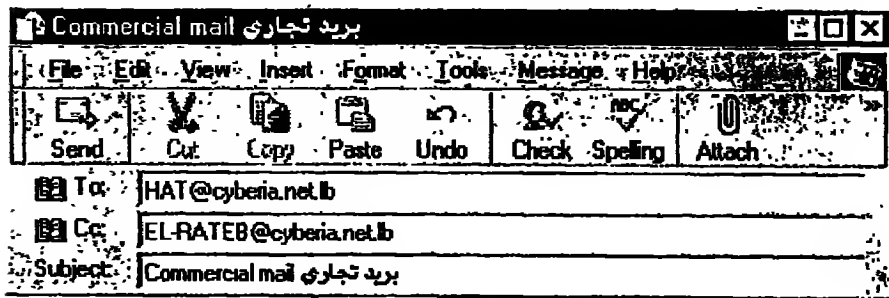 Commercial mail بريد تجاري
File Edit View Insert Format Tools Message Help
Send Cut Copy Paste Undo Check Spelling Attach
To: HAT@cyberia.net.lb
Cc: EL-RATEB@cyberia.net.lb
Subject: Commercial mail بريد تجاري